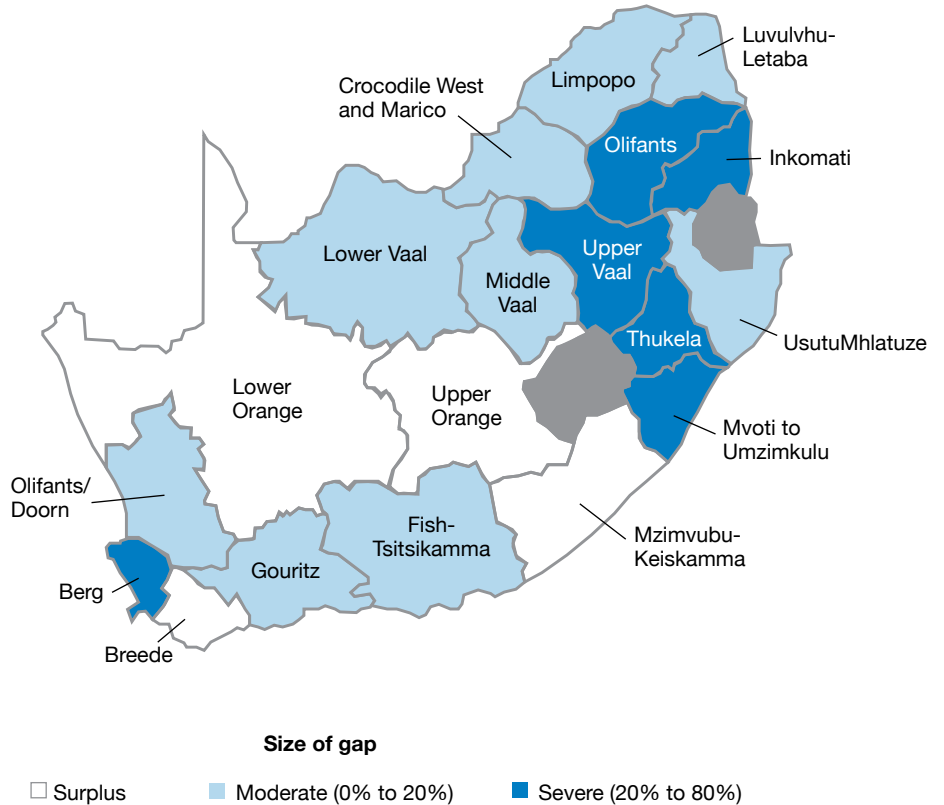 Luvulvhu-
Letaba
Limpopo
Crocodile West
and Marico
Olifants
Inkomati
Lower Vaal
Upper
Vaal
Middle
Vaal
Thukela
UsutuMhlatuze
Lower
Orange
Upper
Orange
Mvoti to
Umzimkulu
Olifants/
Doorn
Fish-
Tsitsikamma
Mzimvubu-
Keiskamma
Gouritz
Berg
Breede
Size of gap
Surplus
Moderate (0% to 20%)
Severe (20% to 80%)